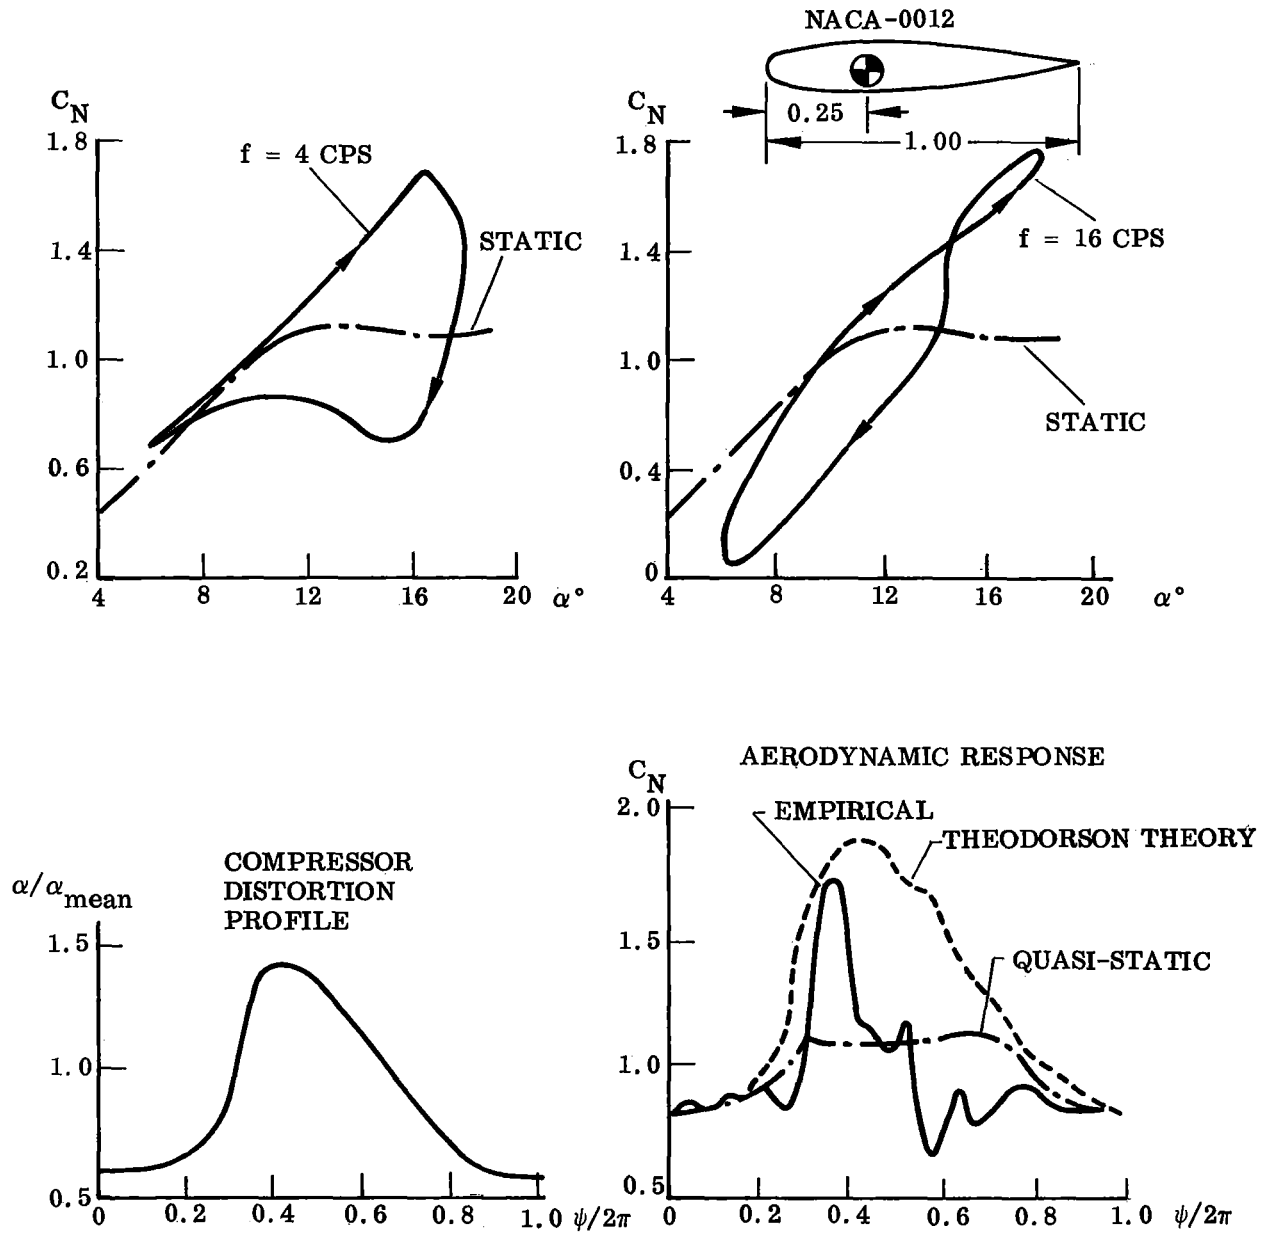 NACA-0012
0.25
1.00
C_N
1.8
1.4
1.0
0.6
0.2
4
8
12
16
20
α°
f = 4 CPS
STATIC
C_N
1.8
1.4
1.0
0.4
0
4
8
12
16
20
α°
f = 16 CPS
STATIC
COMPRESSOR
DISTORTION
PROFILE
α/α_mean
1.5
1.0
0.5
0
0.2
0.4
0.6
0.8
1.0
ψ/2π
AERODYNAMIC RESPONSE
C_N
2.0
1.5
1.0
0.5
0
0.2
0.4
0.6
0.8
1.0
ψ/2π
EMPIRICAL
THEODORSON THEORY
QUASI-STATIC